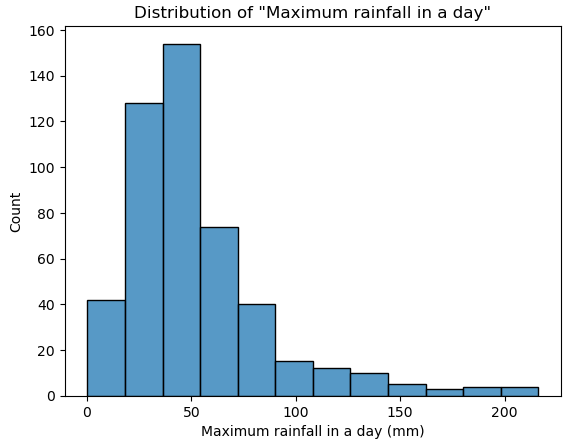 Distribution of "Maximum rainfall in a day"
160
140
120
100
80
60
40
20
0
Count
0 50 100 150 200
Maximum rainfall in a day (mm)